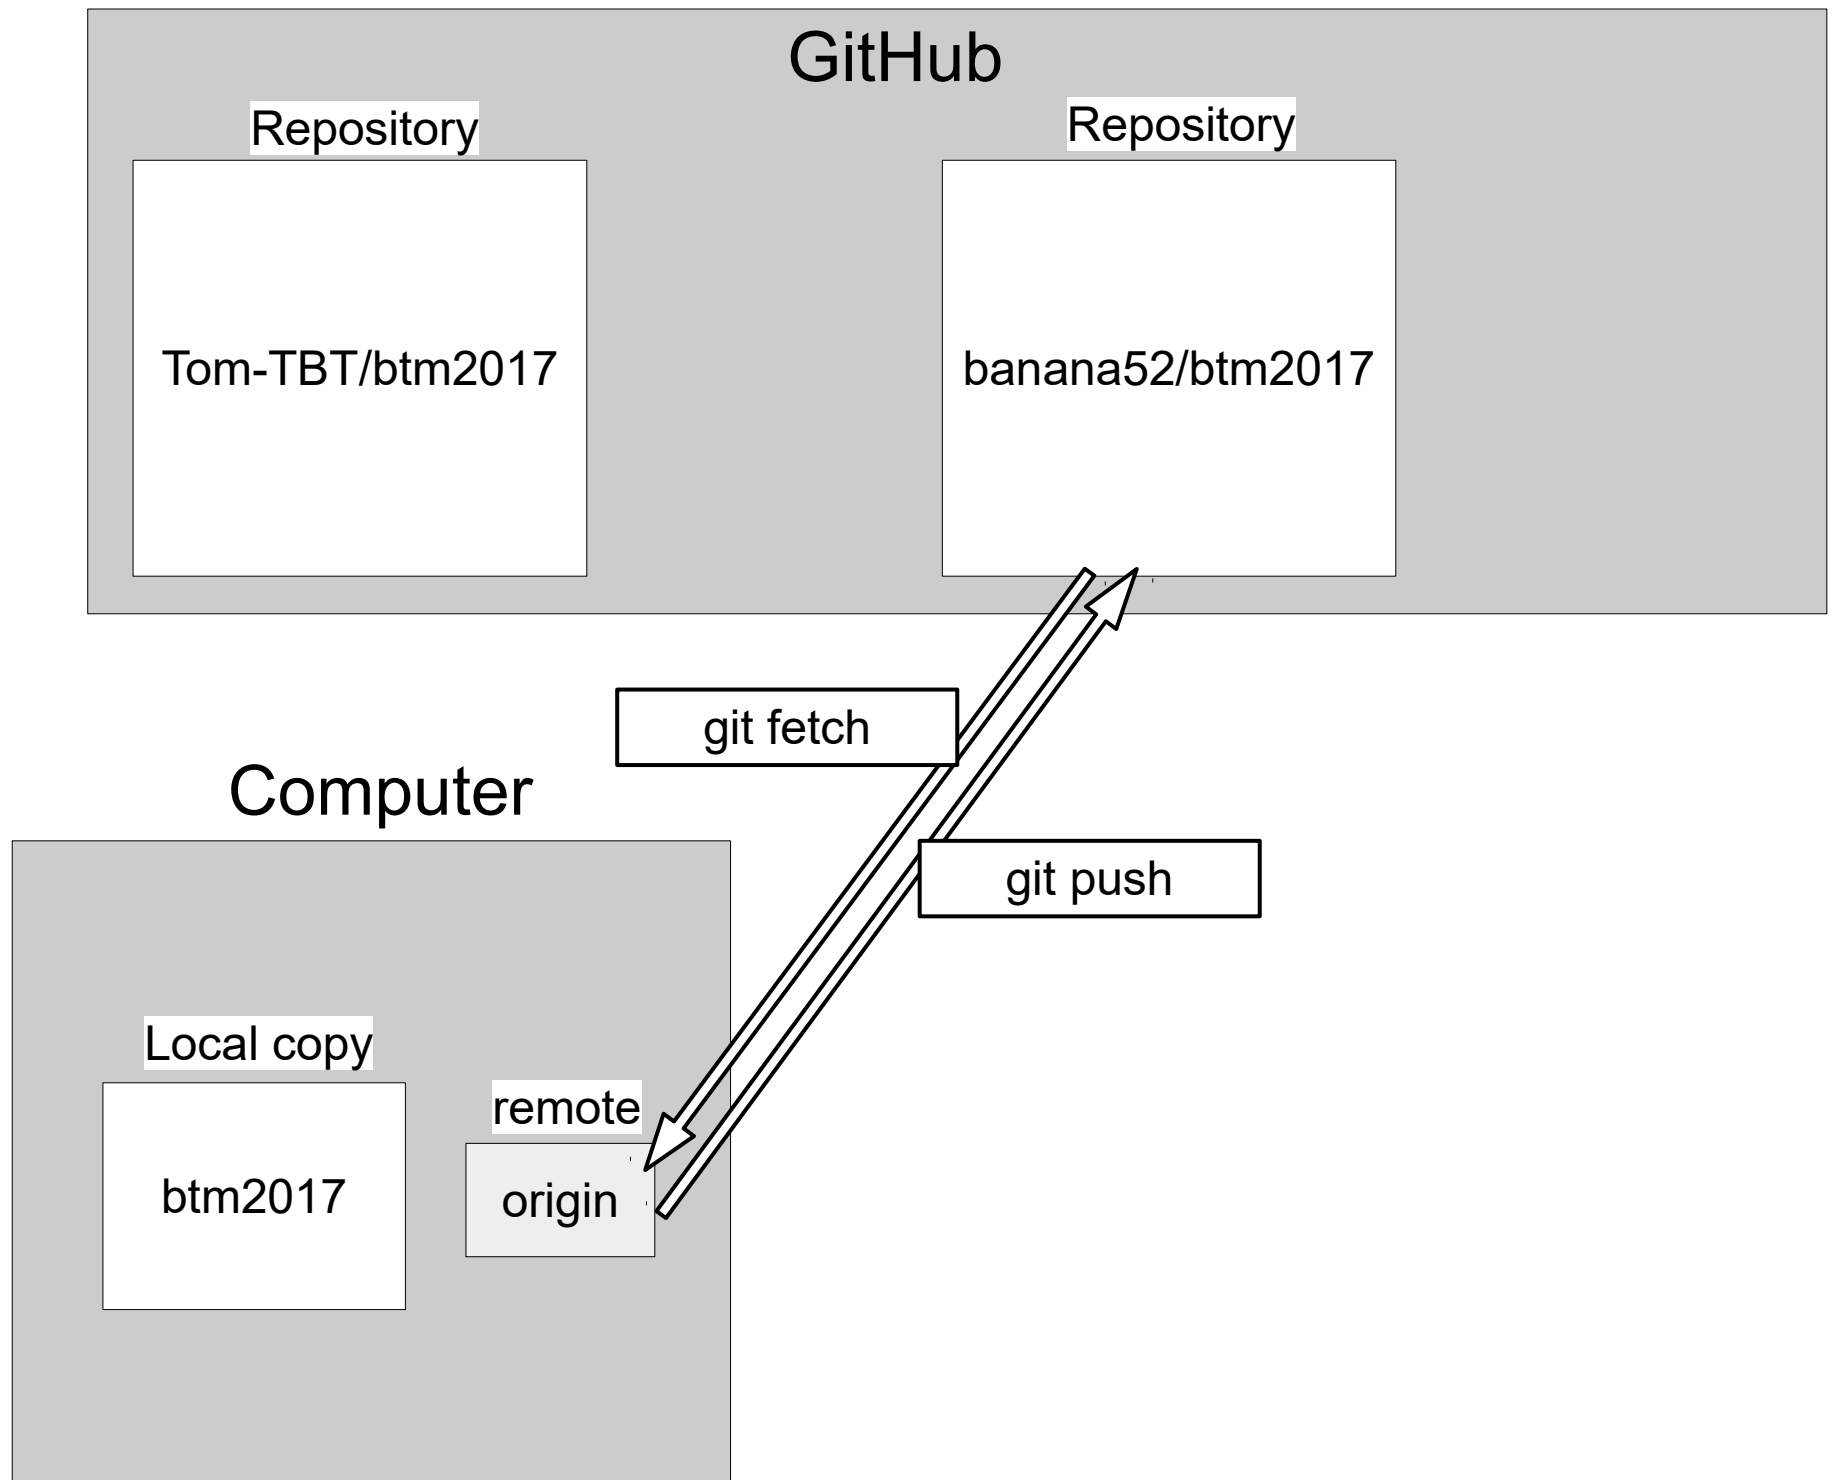 GitHub
Repository
Repository
Tom-TBT/btm2017
banana52/btm2017
git fetch
Computer
git push
Local copy
remote
btm2017
origin